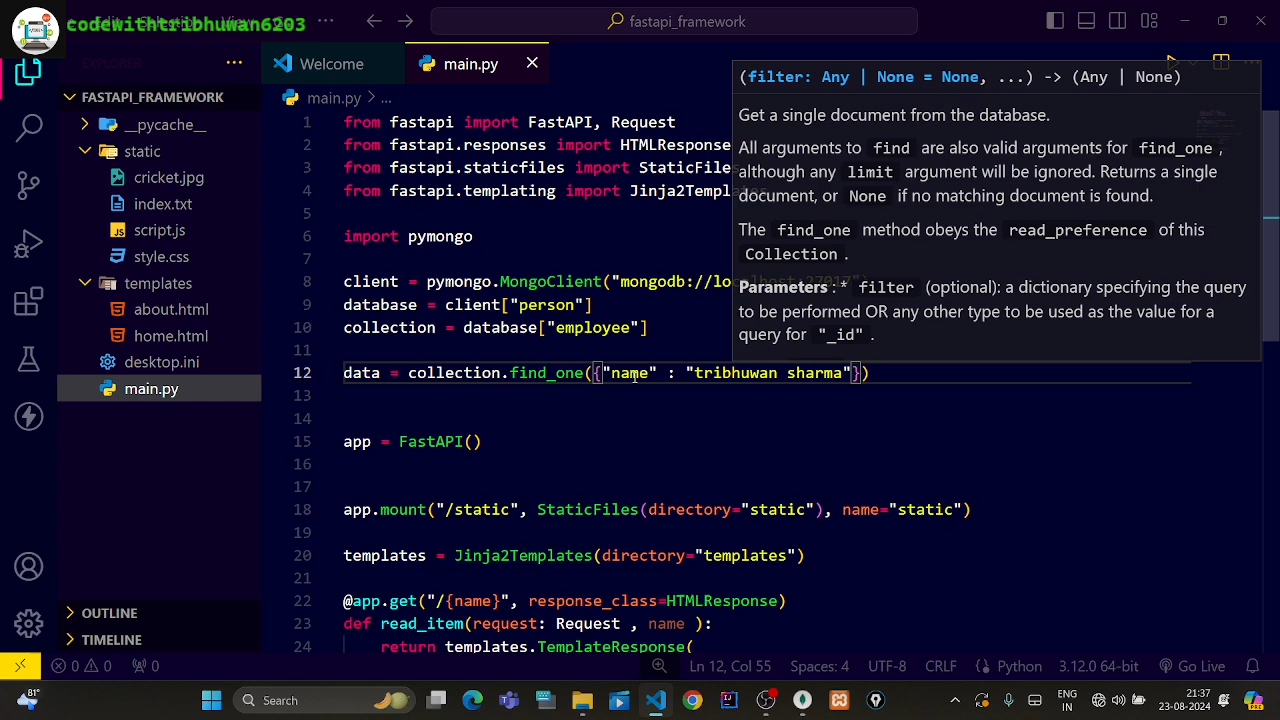 codewithtribhuwan6203
fastapi_framework
EXPLORER
Welcome
main.py
FASTAPI_FRAMEWORK
__pycache__
static
cricket.jpg
index.txt
script.js
style.css
templates
about.html
home.html
desktop.ini
main.py
OUTLINE
TIMELINE
main.py > ...
1 from fastapi import FastAPI, Request
2 from fastapi.responses import HTMLResponse
3 from fastapi.staticfiles import StaticFiles
4 from fastapi.templating import Jinja2Templates
5
6 import pymongo
7
8 client = pymongo.MongoClient("mongodb://localhost:27017")
9 database = client["person"]
10 collection = database["employee"]
11
12 data = collection.find_one({"name" : "tribhuwan sharma"})
13
14
15 app = FastAPI()
16
17
18 app.mount("/static", StaticFiles(directory="static"), name="static")
19
20 templates = Jinja2Templates(directory="templates")
21
22 @app.get("/{name}", response_class=HTMLResponse)
23 def read_item(request: Request , name ):
24 return templates.TemplateResponse(
(filter: Any | None = None, ...) -> (Any | None)
Get a single document from the database.
All arguments to find are also valid arguments for find_one,
although any limit argument will be ignored. Returns a single
document, or None if no matching document is found.
The find_one method obeys the read_preference of this
Collection.
Parameters : * filter (optional): a dictionary specifying the query
to be performed OR any other type to be used as the value for a
query for "_id".
0 0 0 Ln 12, Col 55 Spaces: 4 UTF-8 CRLF Python 3.12.0 64-bit Go Live
8° Search ENG 21:37
IN 23-08-2024